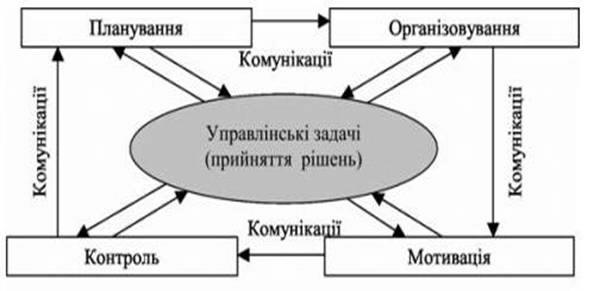 Планування
Організовування
Комунікації
Комунікації
Комунікації
Управлінські задачі
(прийняття рішень)
Комунікації
Контроль
Мотивація